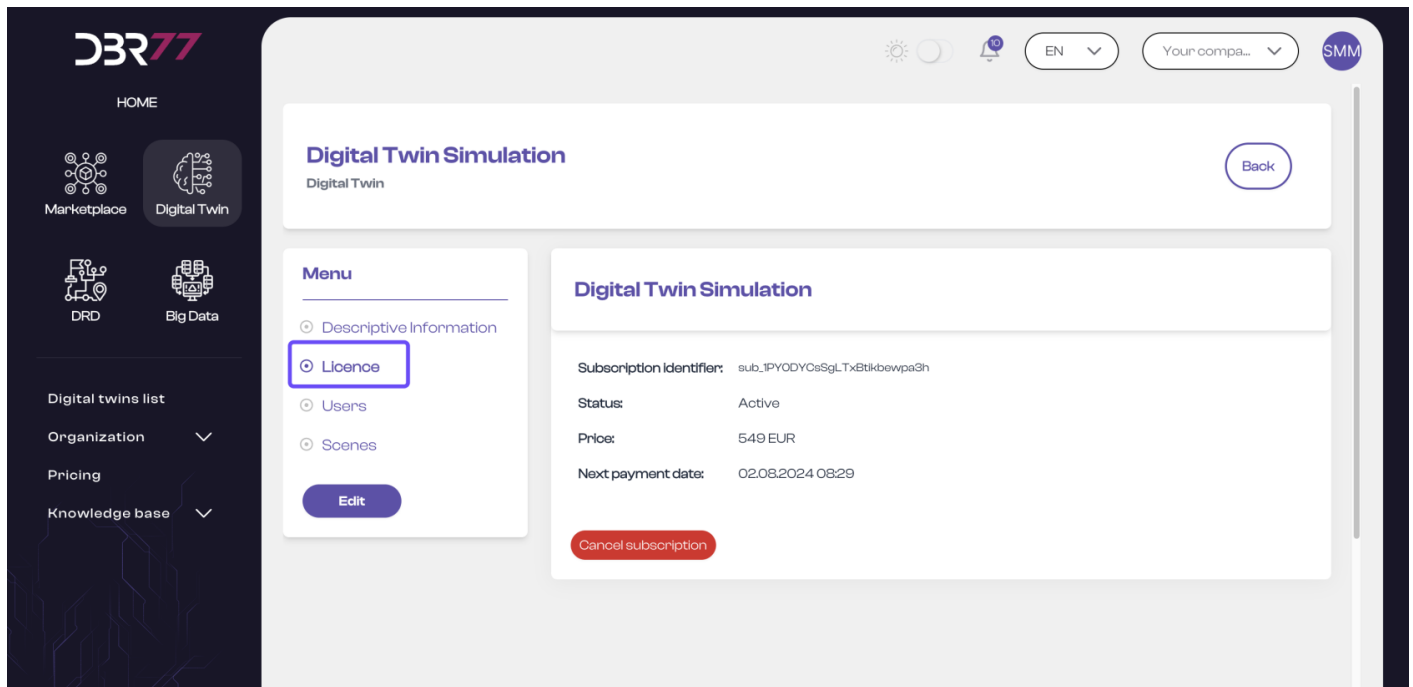 DBR77
HOME
Marketplace
Digital Twin
DRD
Big Data
Digital twins list
Organization
Pricing
Knowledge base
10
EN
Your compa...
SMM
Digital Twin Simulation
Digital Twin
Back
Menu
Descriptive Information
Licence
Users
Scenes
Edit
Digital Twin Simulation
Subscription identifier: sub_1PY0DYCsSgLTxBtikbewpa3h
Status: Active
Price: 549 EUR
Next payment date: 02.08.2024 08:29
Cancel subscription